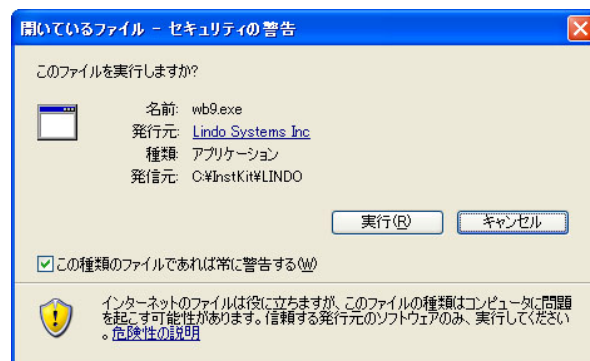 開いているファイル - セキュリティの警告
このファイルを実行しますか?
名前: wb9.exe
発行元: Lindo Systems Inc
種類: アプリケーション
発信元: C:¥InstKit¥LINDO
実行(R) キャンセル
この種類のファイルであれば常に警告する(W)
インターネットのファイルは役に立ちますが、このファイルの種類はコンピュータに問題
を起こす可能性があります。信頼する発行元のソフトウェアのみ、実行してください
。危険性の説明